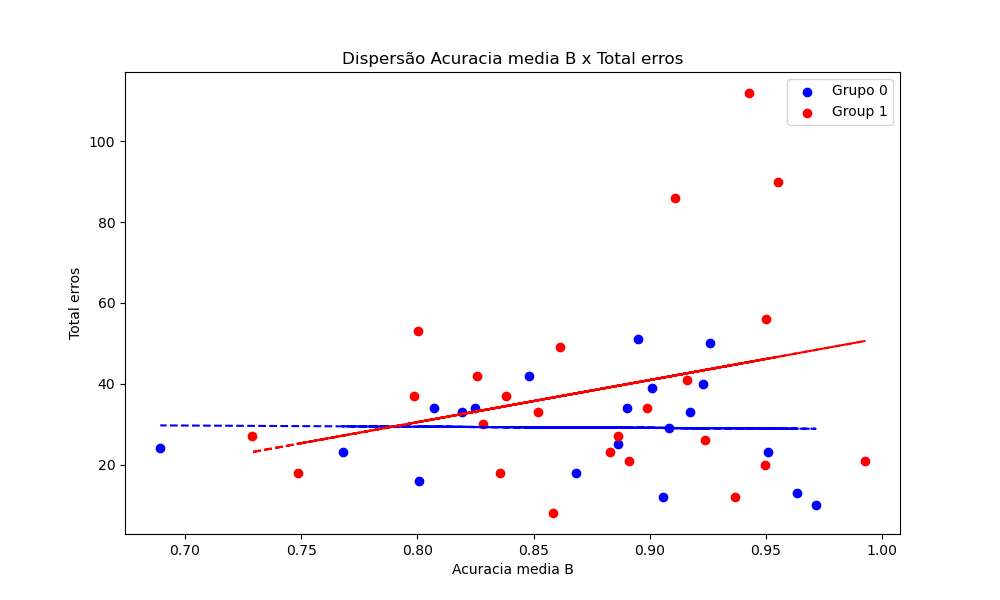 Dispersão Acuracia media B x Total erros
Grupo 0
Group 1
Total erros
100
80
60
40
20
0.70
0.75
0.80
0.85
0.90
0.95
1.00
Acuracia media B